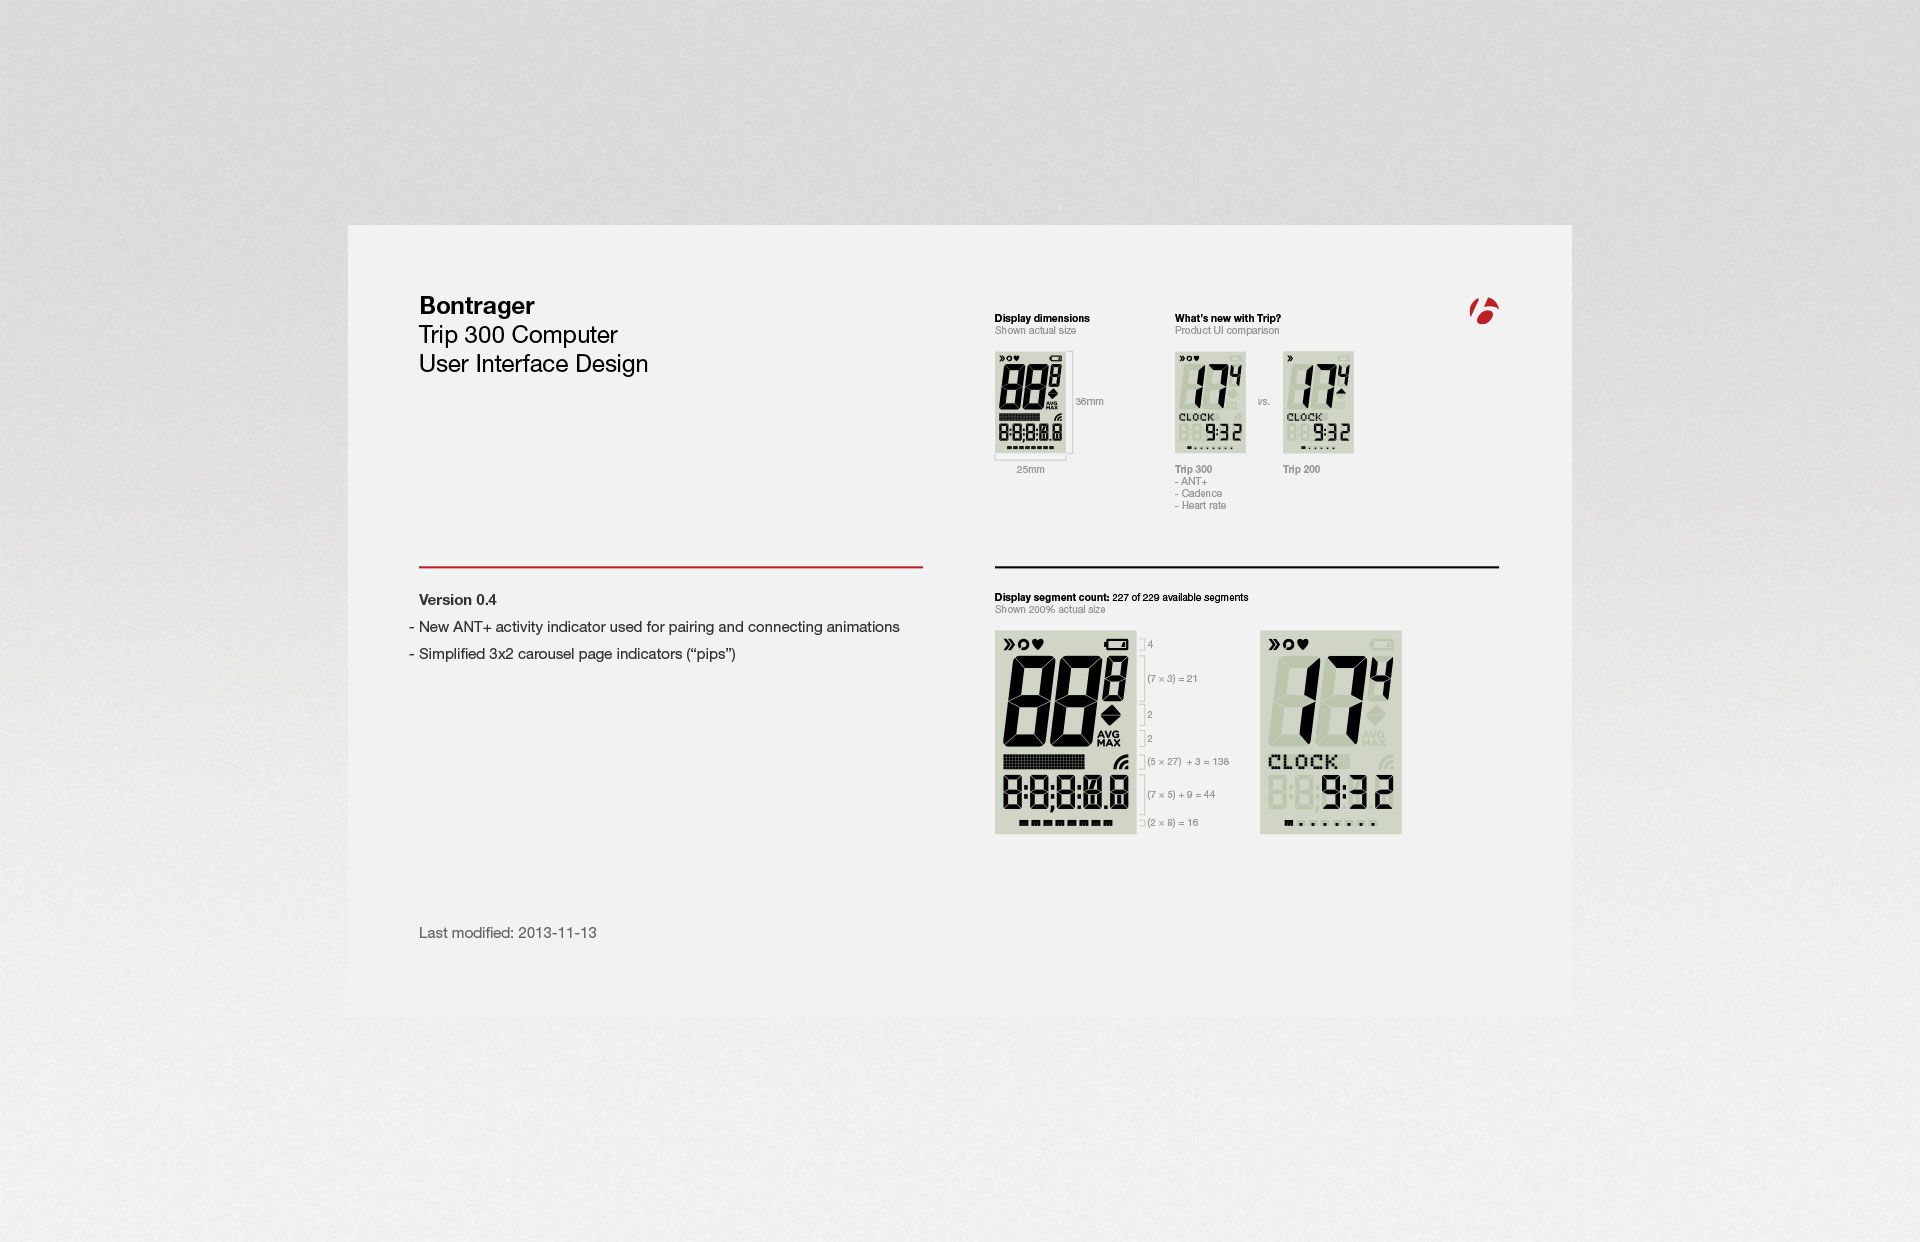 Bontrager
Trip 300 Computer
User Interface Design
Display dimensions
Shown actual size
88 8
AVG
MAX
8:8:8:8.8
36mm
25mm
What's new with Trip?
Product UI comparison
17 4
CLOCK
9:32
vs.
17 4
CLOCK
9:32
Trip 300
- ANT+
- Cadence
- Heart rate
Trip 200
Version 0.4
- New ANT+ activity indicator used for pairing and connecting animations
- Simplified 3x2 carousel page indicators (“pips”)
Last modified: 2013-11-13
Display segment count: 227 of 229 available segments
Shown 200% actual size
88 8
AVG
MAX
8:8:8:8.8
4
(7 × 3) = 21
2
2
(5 × 27) + 3 = 138
(7 × 5) + 9 = 44
(2 × 8) = 16
17 4
AVG
MAX
CLOCK
9:32